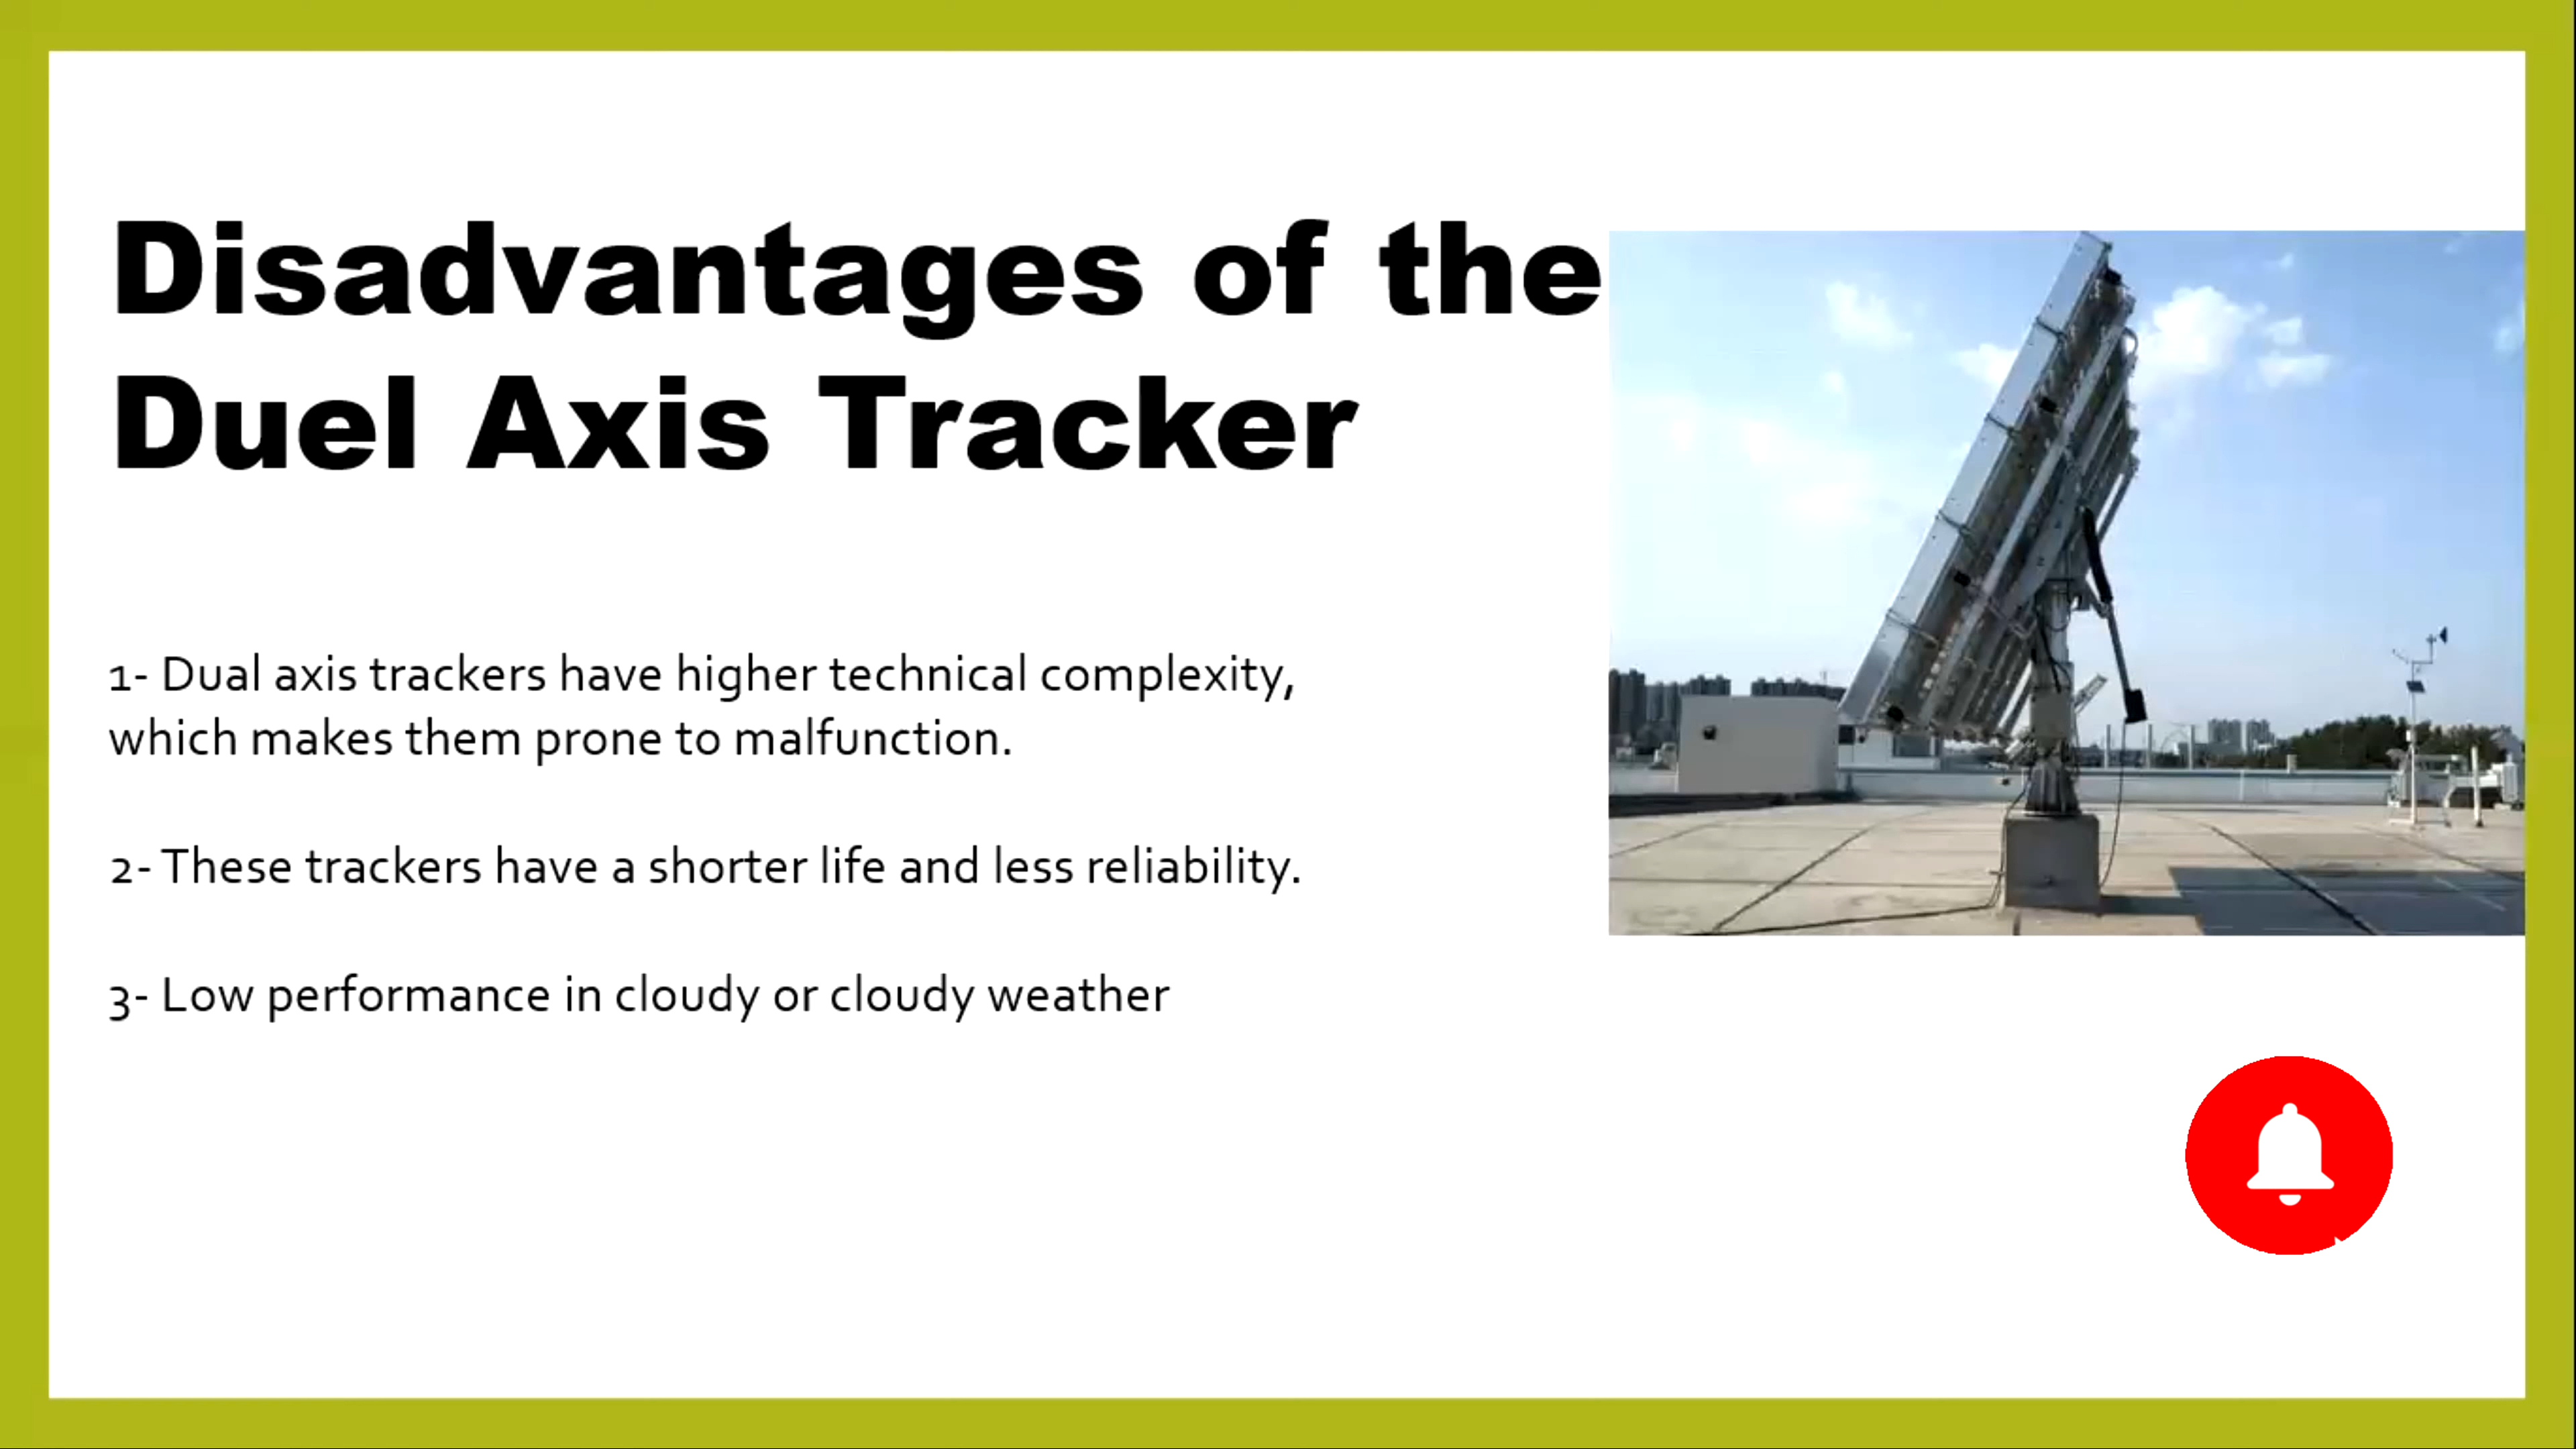 Disadvantages of the
Duel Axis Tracker
1- Dual axis trackers have higher technical complexity,
which makes them prone to malfunction.
2- These trackers have a shorter life and less reliability.
3- Low performance in cloudy or cloudy weather